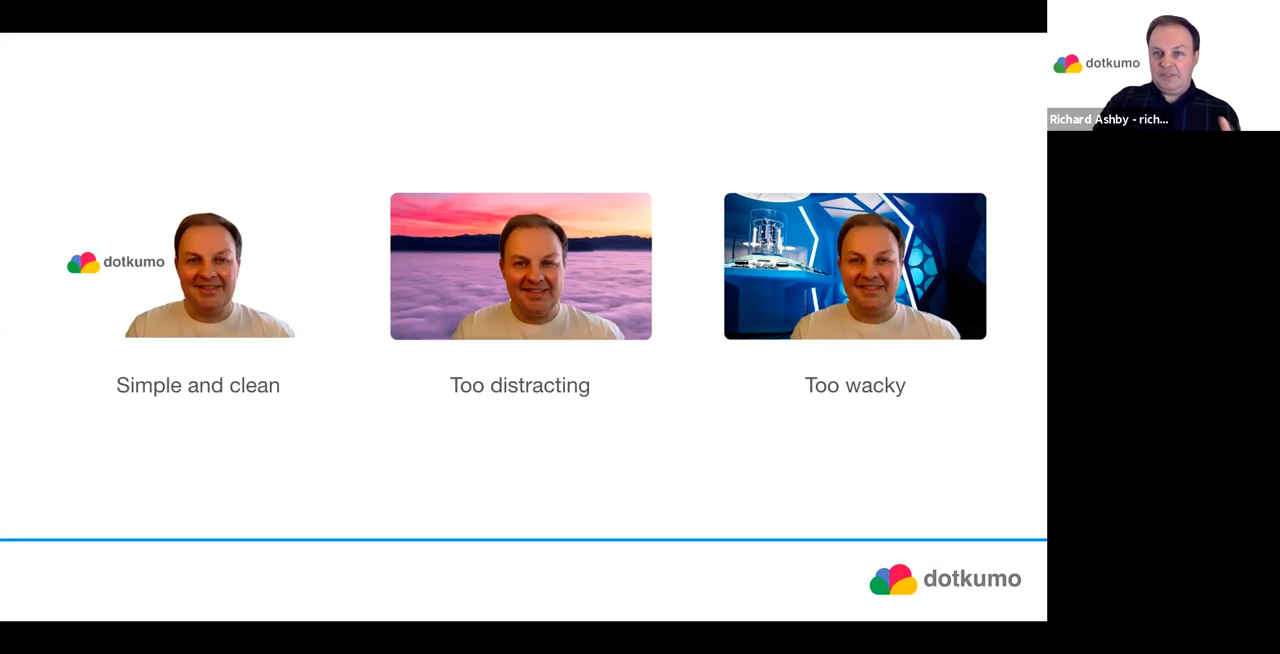 dotkumo
Simple and clean
Too distracting
Too wacky
dotkumo
dotkumo
Richard Ashby - rich...